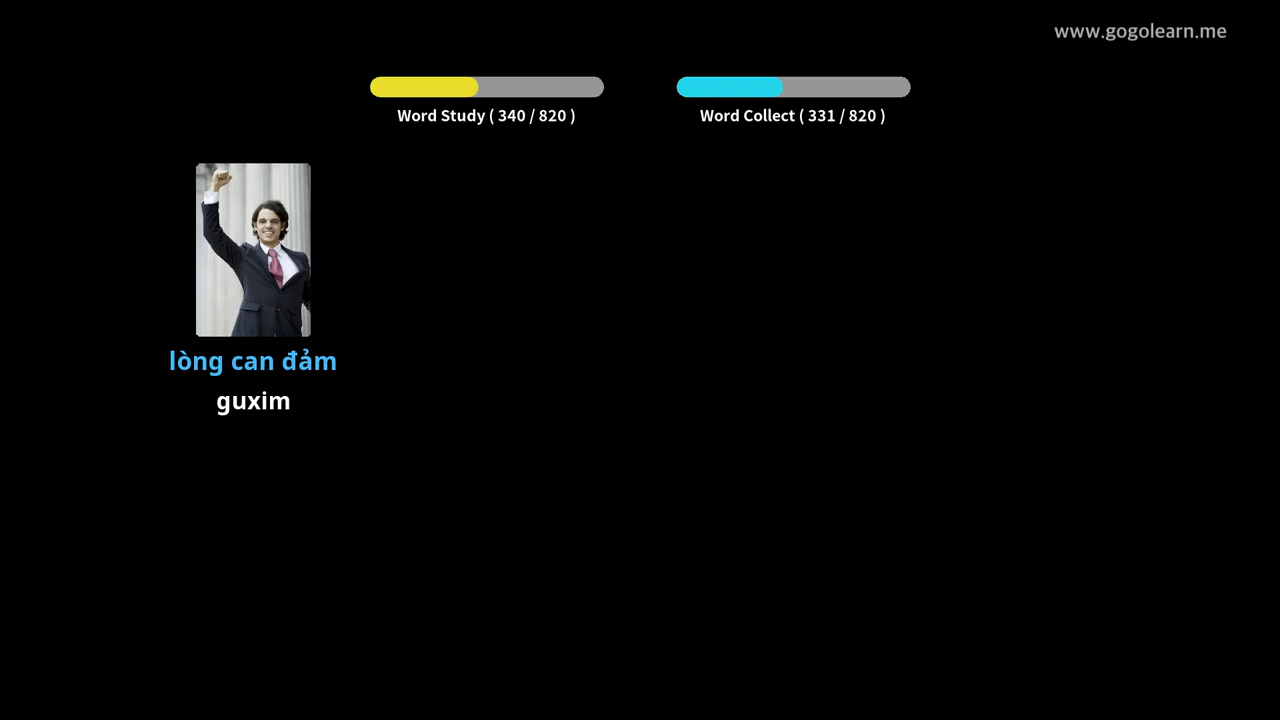 www.gogolearn.me
Word Study ( 340 / 820 )
Word Collect ( 331 / 820 )
lòng can đảm
guxim